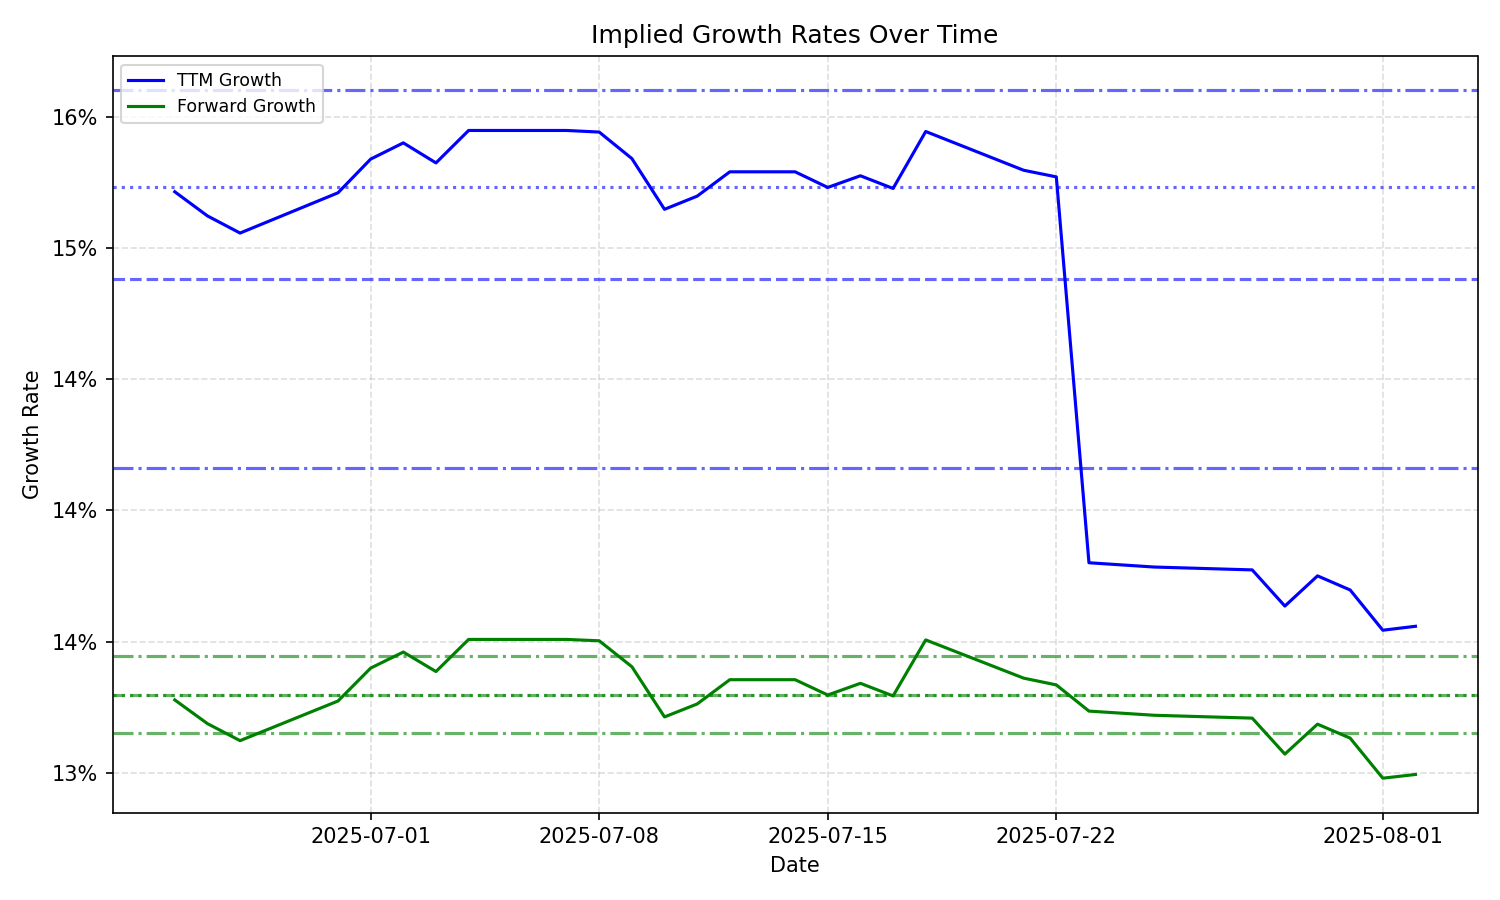 Implied Growth Rates Over Time
TTM Growth
Forward Growth
16%
15%
14%
14%
14%
13%
Growth Rate
2025-07-01
2025-07-08
2025-07-15
2025-07-22
2025-08-01
Date